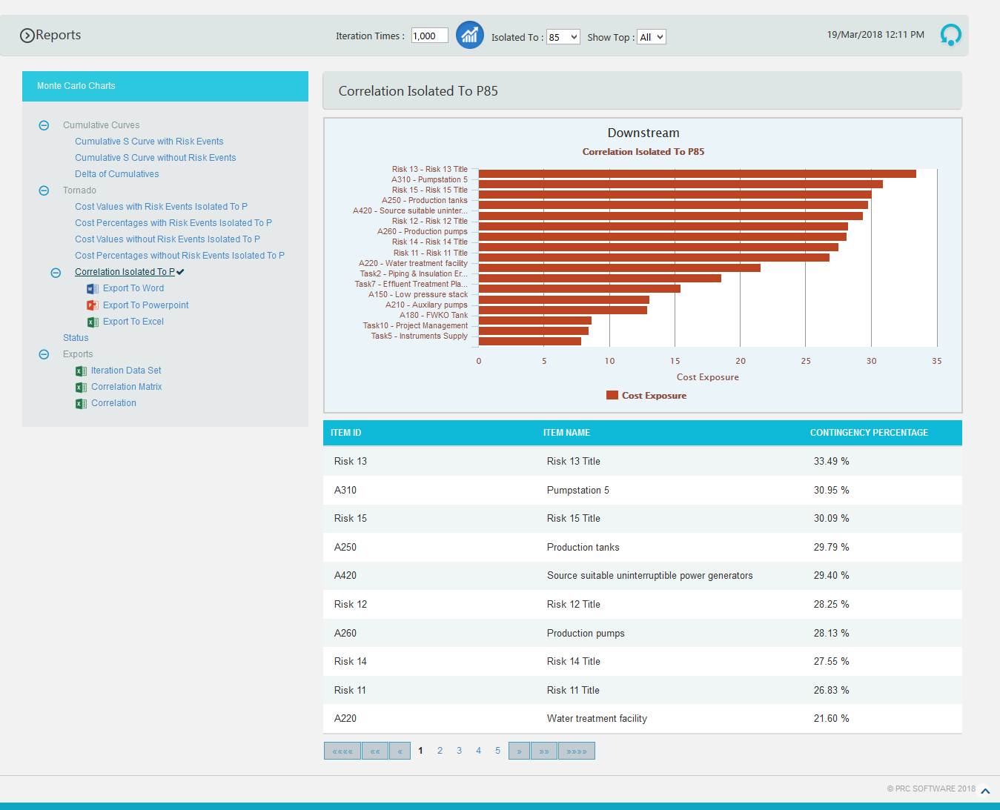 Reports
Iteration Times : 1,000 Isolated To : 85 Show Top : All
19/Mar/2018 12:11 PM
Monte Carlo Charts
Cumulative Curves
Cumulative S Curve with Risk Events
Cumulative S Curve without Risk Events
Delta of Cumulatives
Tornado
Cost Values with Risk Events Isolated To P
Cost Percentages with Risk Events Isolated To P
Cost Values without Risk Events Isolated To P
Cost Percentages without Risk Events Isolated To P
Correlation Isolated To P
Export To Word
Export To Powerpoint
Export To Excel
Status
Exports
Iteration Data Set
Correlation Matrix
Correlation
Correlation Isolated To P85
Downstream
Correlation Isolated To P85
Risk 13 - Risk 13 Title
A310 - Pumpstation 5
Risk 15 - Risk 15 Title
A250 - Production tanks
A420 - Source suitable uninter...
Risk 12 - Risk 12 Title
A260 - Production pumps
Risk 14 - Risk 14 Title
Risk 11 - Risk 11 Title
A220 - Water treatment facility
Task2 - Piping & Insulation Er...
Task7 - Effluent Treatment Pla...
A150 - Low pressure stack
A210 - Auxilary pumps
A180 - FWKO Tank
Task10 - Project Management
Task5 - Instruments Supply
0 5 10 15 20 25 30 35
Cost Exposure
Cost Exposure
ITEM ID ITEM NAME CONTINGENCY PERCENTAGE
Risk 13 Risk 13 Title 33.49 %
A310 Pumpstation 5 30.95 %
Risk 15 Risk 15 Title 30.09 %
A250 Production tanks 29.79 %
A420 Source suitable uninterruptible power generators 29.40 %
Risk 12 Risk 12 Title 28.25 %
A260 Production pumps 28.13 %
Risk 14 Risk 14 Title 27.55 %
Risk 11 Risk 11 Title 26.83 %
A220 Water treatment facility 21.60 %
«««« «« « 1 2 3 4 5 » »» »»»»
© PRC SOFTWARE 2018